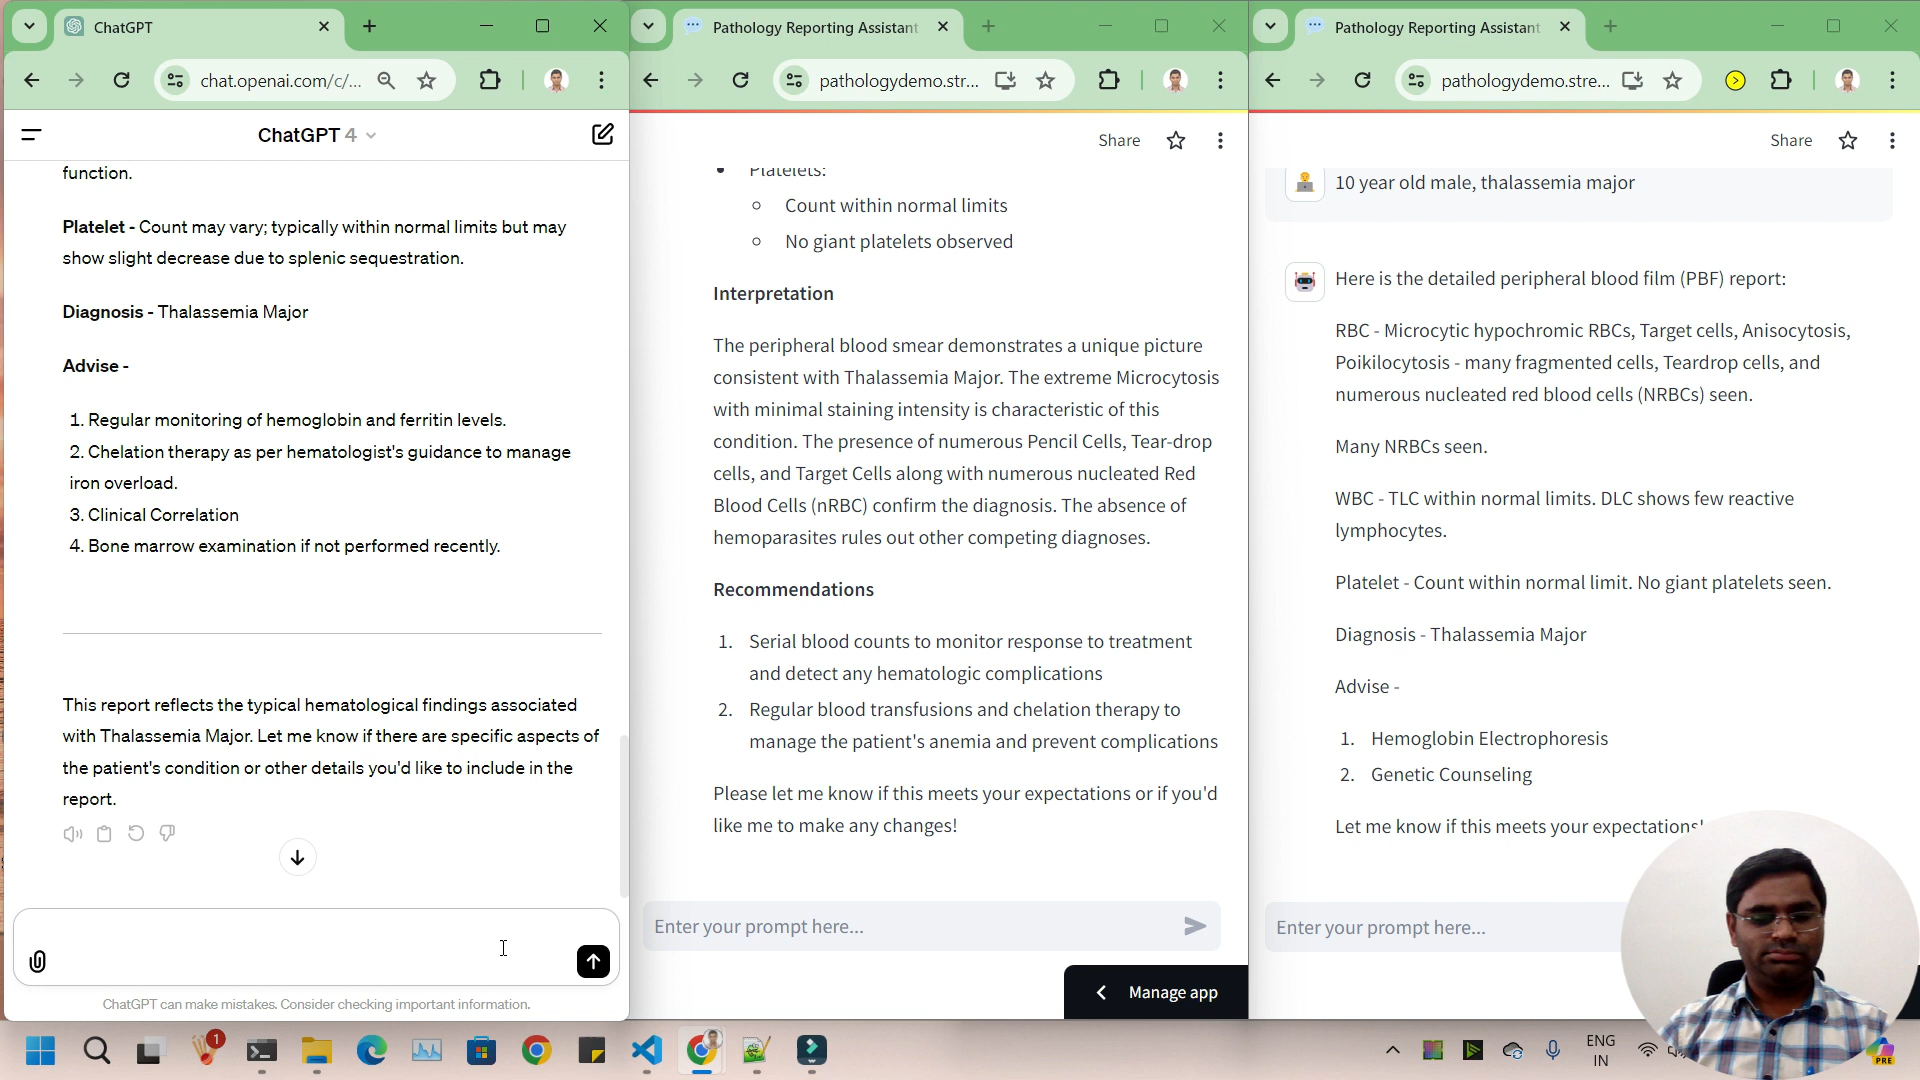 ChatGPT
chat.openai.com/c/...
ChatGPT 4
function.
Platelet - Count may vary; typically within normal limits but may
show slight decrease due to splenic sequestration.
Diagnosis - Thalassemia Major
Advise -
1. Regular monitoring of hemoglobin and ferritin levels.
2. Chelation therapy as per hematologist's guidance to manage
iron overload.
3. Clinical Correlation
4. Bone marrow examination if not performed recently.
This report reflects the typical hematological findings associated
with Thalassemia Major. Let me know if there are specific aspects of
the patient's condition or other details you'd like to include in the
report.
ChatGPT can make mistakes. Consider checking important information.
Pathology Reporting Assistant
pathologydemo.str...
Share
Platelets:
Count within normal limits
No giant platelets observed
Interpretation
The peripheral blood smear demonstrates a unique picture
consistent with Thalassemia Major. The extreme Microcytosis
with minimal staining intensity is characteristic of this
condition. The presence of numerous Pencil Cells, Tear-drop
cells, and Target Cells along with numerous nucleated Red
Blood Cells (nRBC) confirm the diagnosis. The absence of
hemoparasites rules out other competing diagnoses.
Recommendations
1. Serial blood counts to monitor response to treatment
and detect any hematologic complications
2. Regular blood transfusions and chelation therapy to
manage the patient's anemia and prevent complications
Please let me know if this meets your expectations or if you'd
like me to make any changes!
Enter your prompt here...
Manage app
Pathology Reporting Assistant
pathologydemo.stre...
Share
10 year old male, thalassemia major
Here is the detailed peripheral blood film (PBF) report:
RBC - Microcytic hypochromic RBCs, Target cells, Anisocytosis,
Poikilocytosis - many fragmented cells, Teardrop cells, and
numerous nucleated red blood cells (NRBCs) seen.
Many NRBCs seen.
WBC - TLC within normal limits. DLC shows few reactive
lymphocytes.
Platelet - Count within normal limit. No giant platelets seen.
Diagnosis - Thalassemia Major
Advise -
1. Hemoglobin Electrophoresis
2. Genetic Counseling
Let me know if this meets your expectations!
Enter your prompt here...
1
ENG
IN
PRE